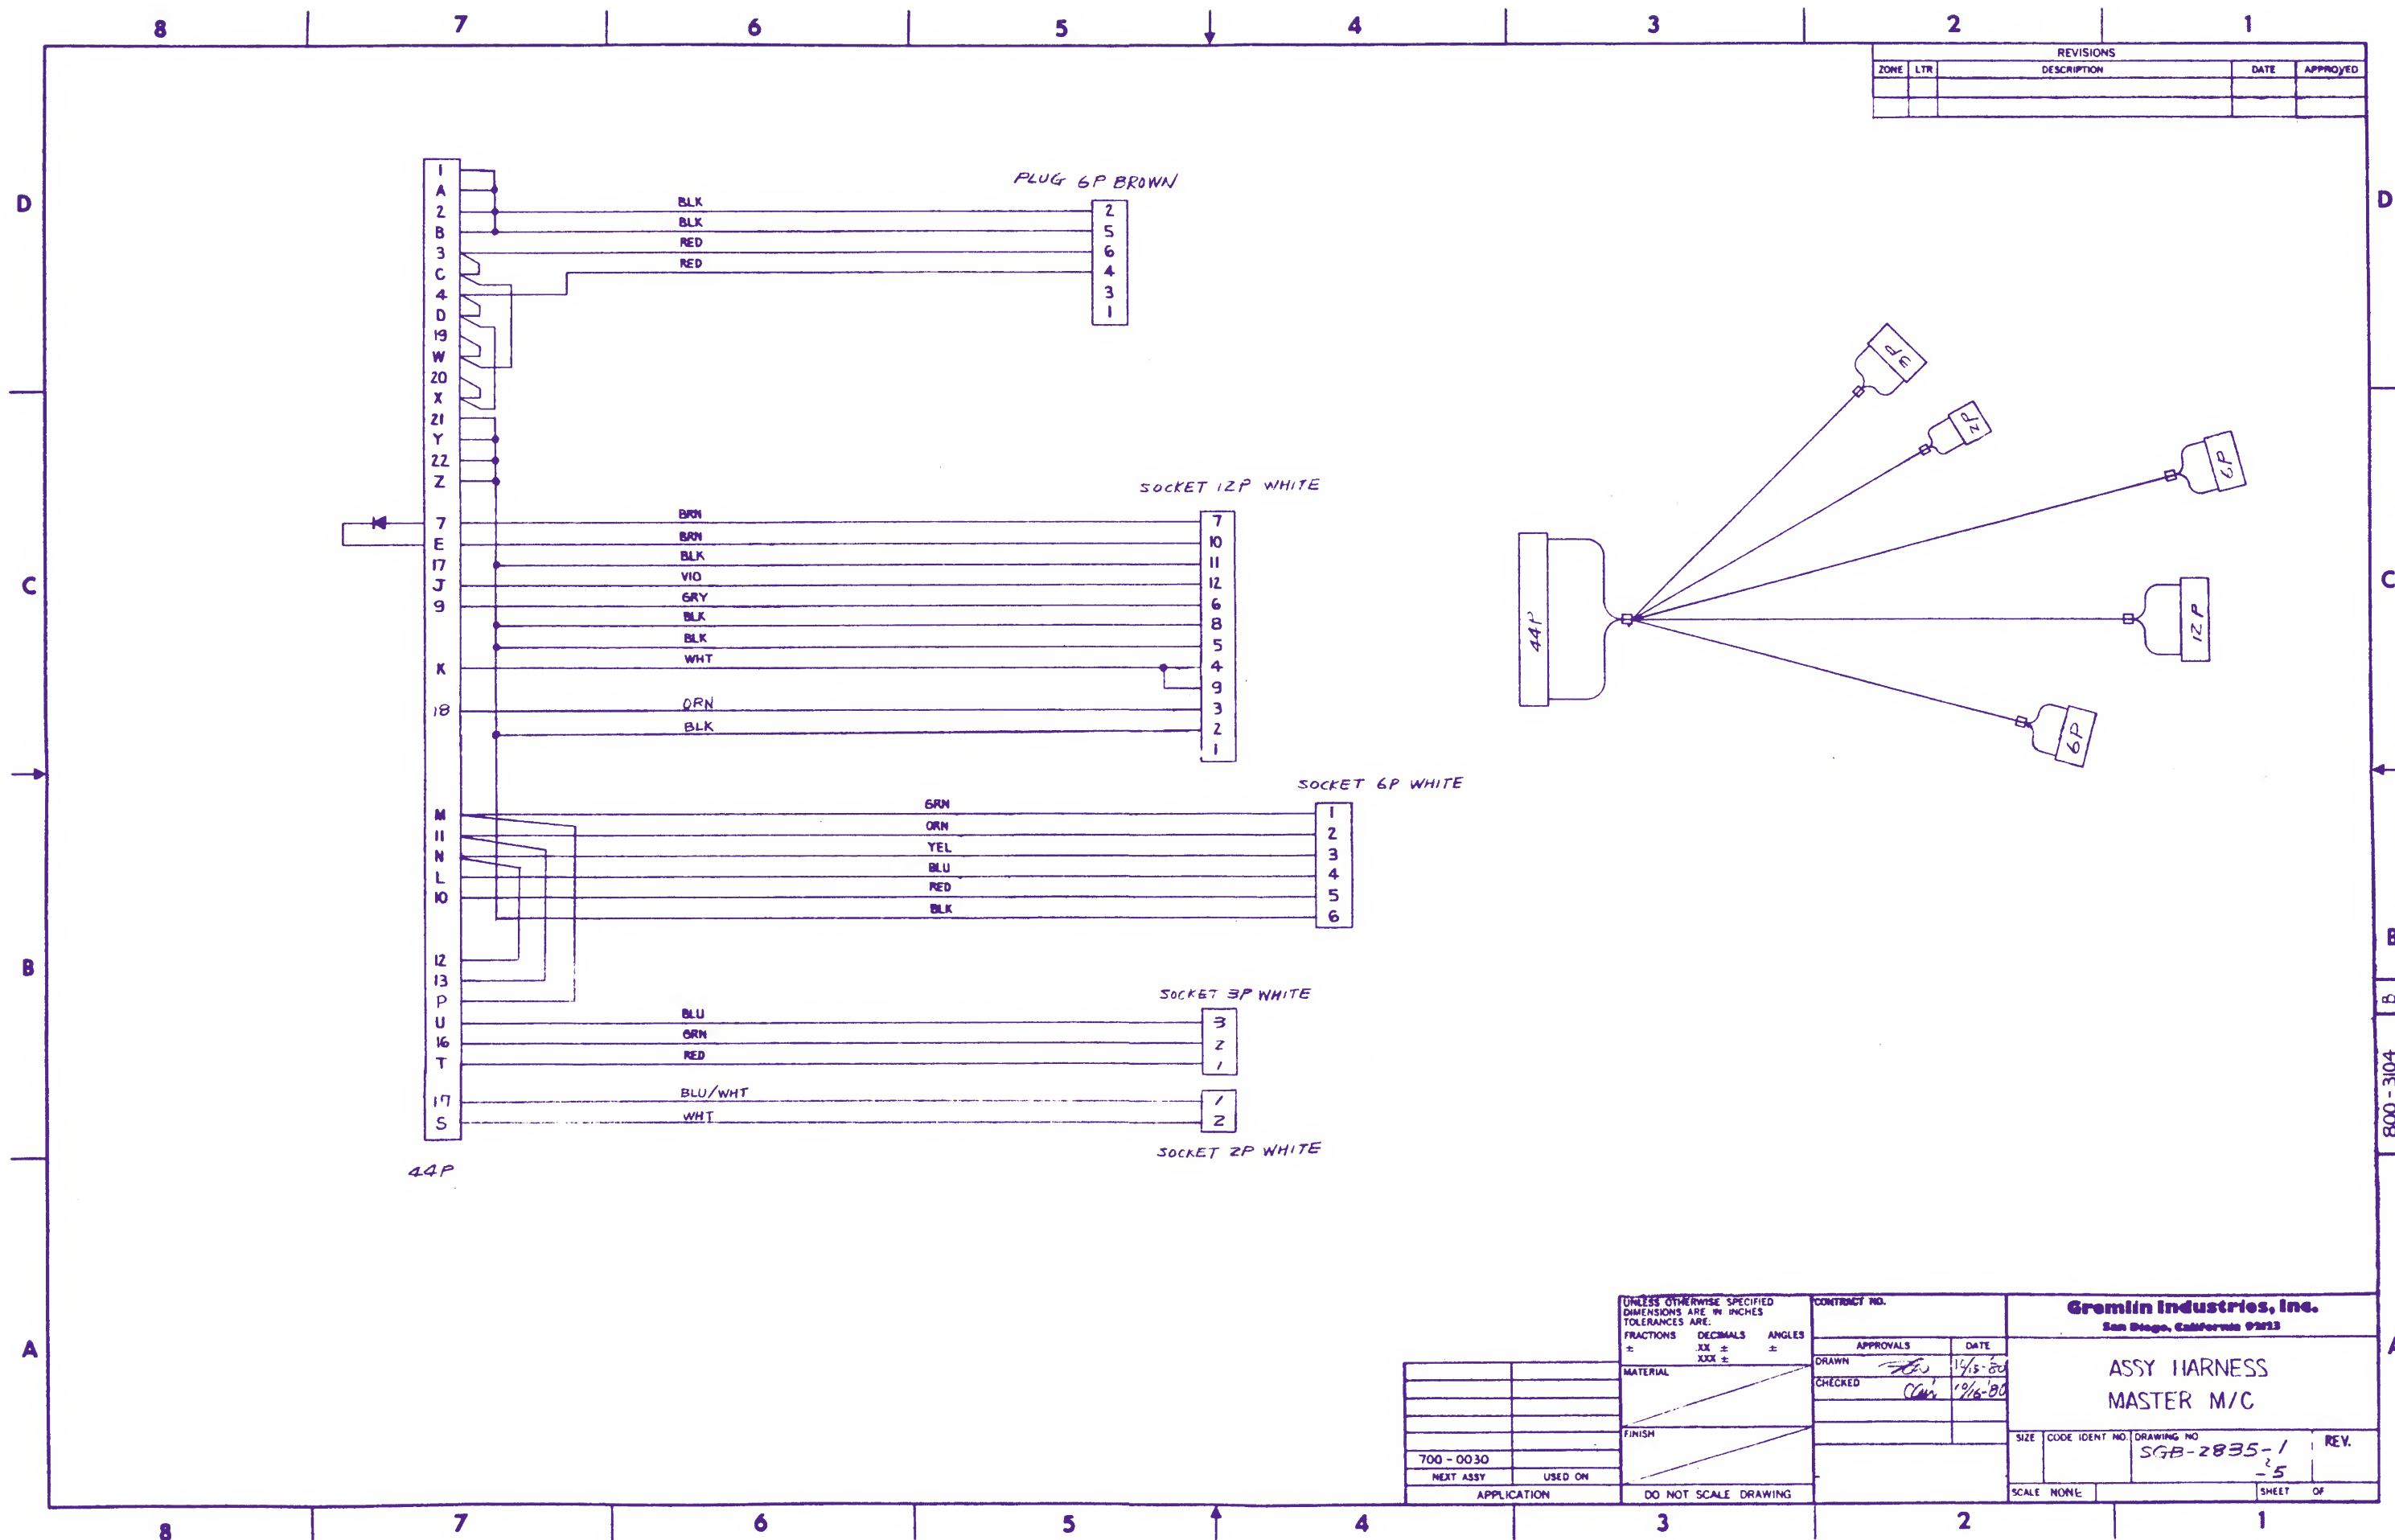 8 7 6 5 4 3 2 1
REVISIONS
ZONE LTR DESCRIPTION DATE APPROVED
D
D
PLUG 6P BROWN
1
A
2 BLK 2
B BLK 5
3 RED 6
C RED 4
4 3
D 1
19
W
20
X
21
Y
22
Z
SOCKET 12P WHITE
7 BRN 7
E BRN 10
17 BLK 11
J VIO 12
9 GRY 6
BLK 8
BLK 5
K WHT 4
9
18 ORN 3
BLK 2
1
SOCKET 6P WHITE
M GRN 1
11 ORN 2
N YEL 3
L BLU 4
10 RED 5
BLK 6
12
13
P
SOCKET 3P WHITE
U BLU 3
16 GRN 2
T RED 1
17 BLU/WHT 1
S WHT 2
SOCKET 2P WHITE
44P
3P
2P
6P
44P
12P
6P
C
C
B
B
B
800-3104
A
A
UNLESS OTHERWISE SPECIFIED
DIMENSIONS ARE IN INCHES
TOLERANCES ARE:
FRACTIONS DECIMALS ANGLES
± .XX ± ±
.XXX ±
MATERIAL
FINISH
DO NOT SCALE DRAWING
700-0030
NEXT ASSY USED ON
APPLICATION
CONTRACT NO.
APPROVALS DATE
DRAWN
CHECKED 10/16-'80
Gremlin Industries, Inc.
San Diego, California 92123
ASSY HARNESS
MASTER M/C
SIZE CODE IDENT NO. DRAWING NO REV.
SGB-2835-1
-5
SCALE NONE SHEET OF
8 7 6 5 4 3 2 1